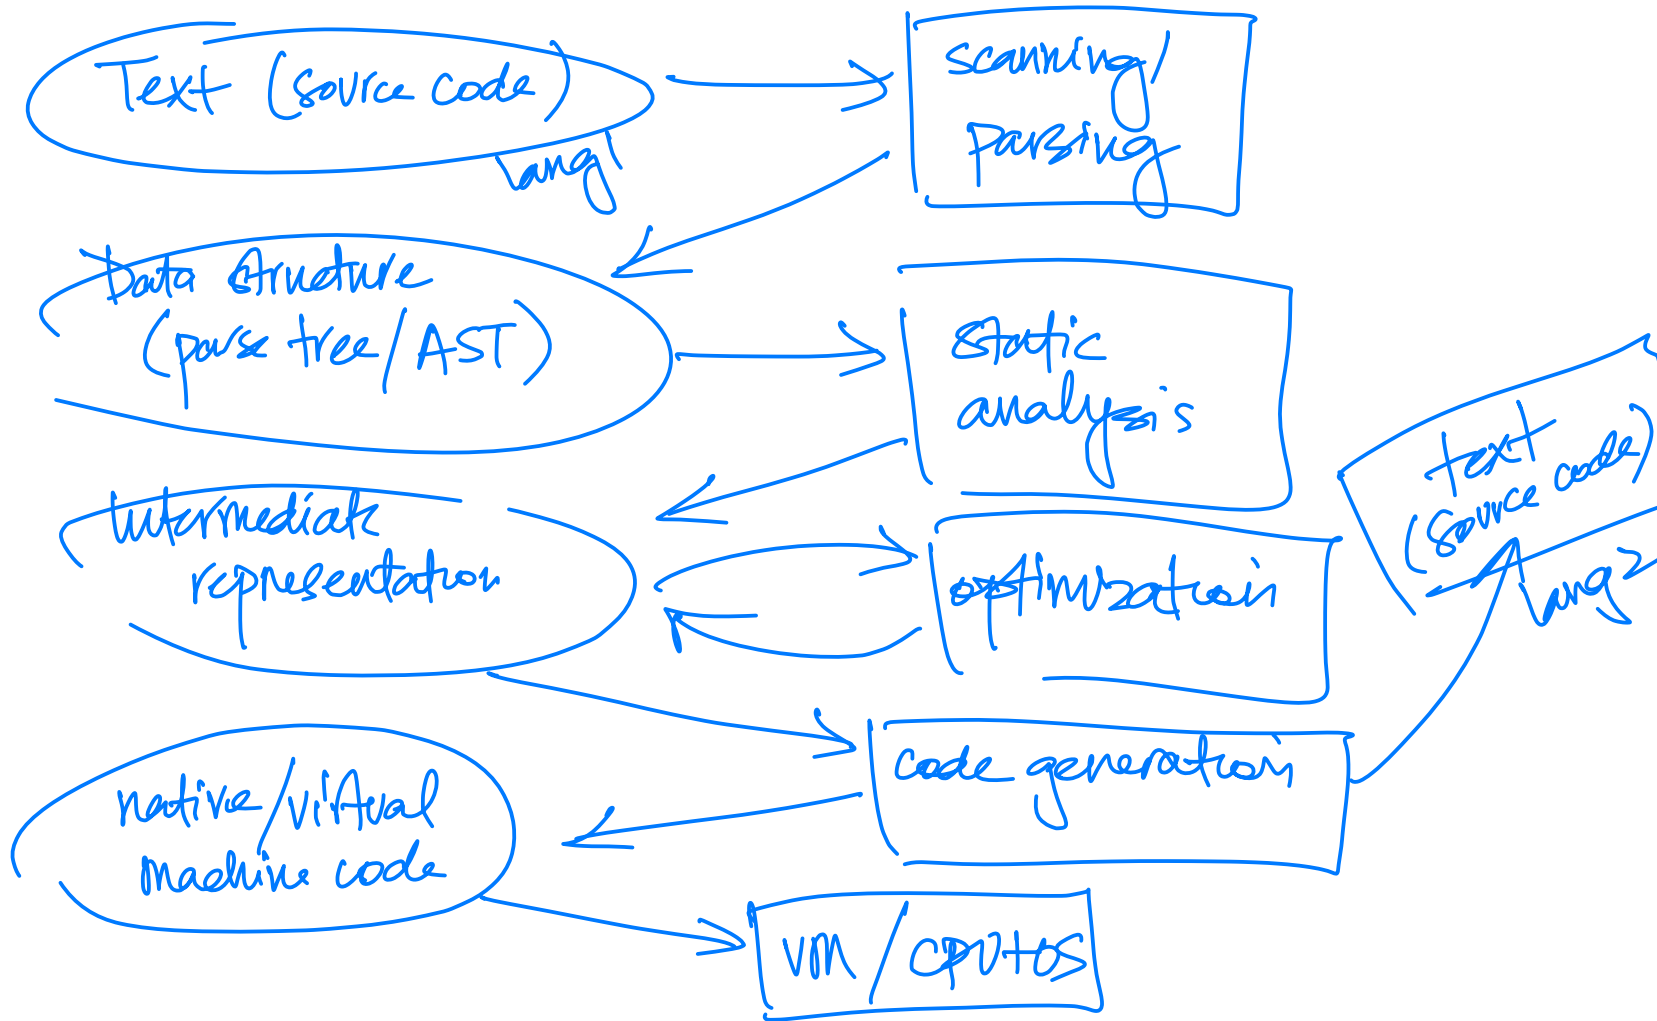 Text (source code)
lang1
scanning/
parsing
Data structure
(parse tree/AST)
static
analysis
Intermediate
representation
optimization
text
(source code)
lang2
code generation
native/virtual
machine code
VM/CPU+OS